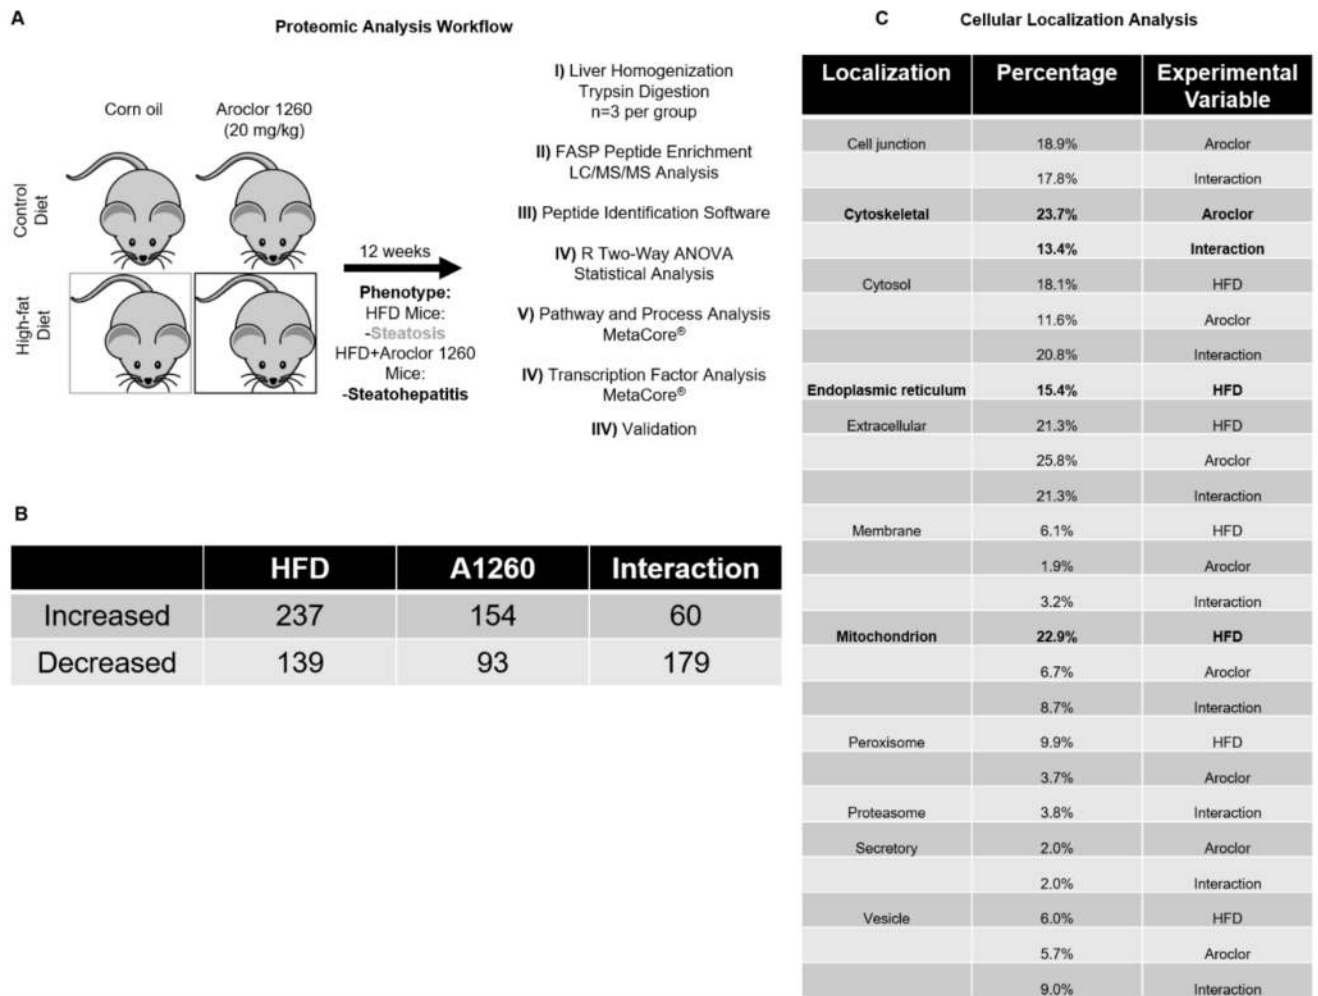 A
Proteomic Analysis Workflow
Corn oil
Aroclor 1260
(20 mg/kg)
Control
Diet
High-fat
Diet
12 weeks
Phenotype:
HFD Mice:
-Steatosis
HFD+Aroclor 1260
Mice:
-Steatohepatitis
I) Liver Homogenization
Trypsin Digestion
n=3 per group
II) FASP Peptide Enrichment
LC/MS/MS Analysis
III) Peptide Identification Software
IV) R Two-Way ANOVA
Statistical Analysis
V) Pathway and Process Analysis
MetaCore®
IV) Transcription Factor Analysis
MetaCore®
IIV) Validation
B
HFD A1260 Interaction
Increased 237 154 60
Decreased 139 93 179
C
Cellular Localization Analysis
Localization Percentage Experimental
Variable
Cell junction 18.9% Aroclor
17.8% Interaction
Cytoskeletal 23.7% Aroclor
13.4% Interaction
Cytosol 18.1% HFD
11.6% Aroclor
20.8% Interaction
Endoplasmic reticulum 15.4% HFD
Extracellular 21.3% HFD
25.8% Aroclor
21.3% Interaction
Membrane 6.1% HFD
1.9% Aroclor
3.2% Interaction
Mitochondrion 22.9% HFD
6.7% Aroclor
8.7% Interaction
Peroxisome 9.9% HFD
3.7% Aroclor
Proteasome 3.8% Interaction
Secretory 2.0% Aroclor
2.0% Interaction
Vesicle 6.0% HFD
5.7% Aroclor
9.0% Interaction